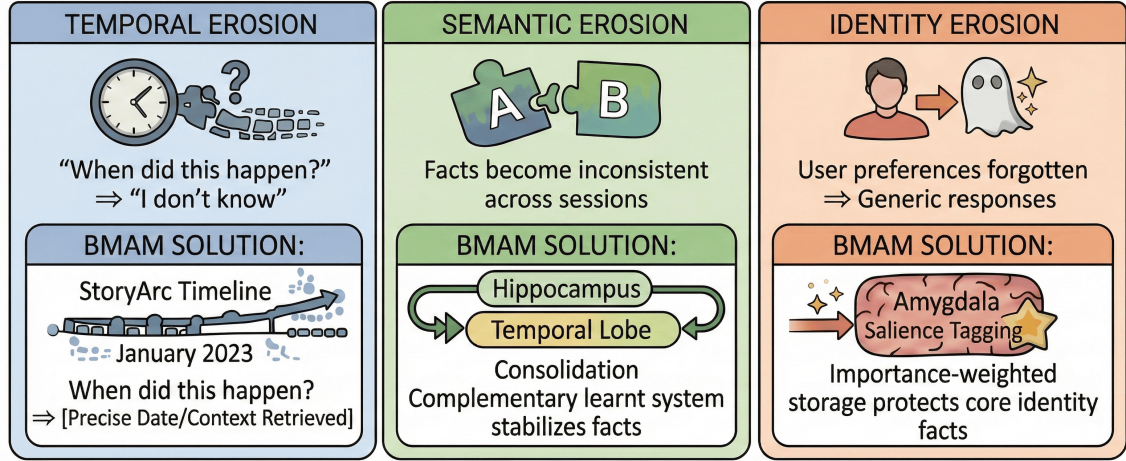 TEMPORAL EROSION
“When did this happen?”
⇒ “I don’t know”
BMAM SOLUTION:
StoryArc Timeline
January 2023
When did this happen?
⇒ [Precise Date/Context Retrieved]
SEMANTIC EROSION
A B
Facts become inconsistent
across sessions
BMAM SOLUTION:
Hippocampus
Temporal Lobe
Consolidation
Complementary learnt system
stabilizes facts
IDENTITY EROSION
User preferences forgotten
⇒ Generic responses
BMAM SOLUTION:
Amygdala
Salience Tagging
Importance-weighted
storage protects core identity
facts